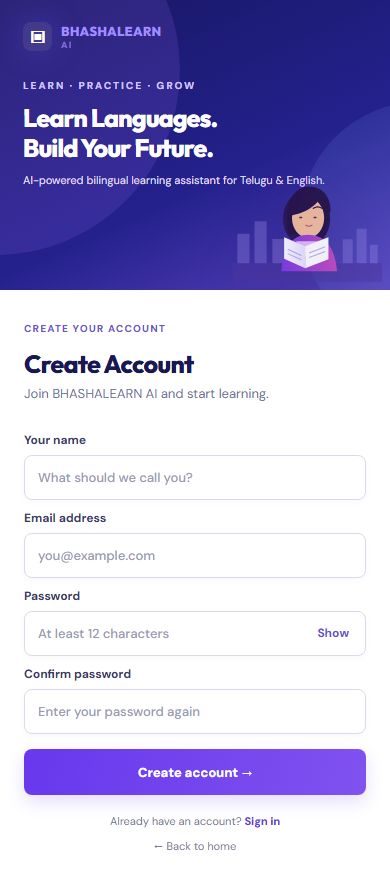 BHASHALEARN
AI
LEARN · PRACTICE · GROW
Learn Languages.
Build Your Future.
AI-powered bilingual learning assistant for Telugu & English.
CREATE YOUR ACCOUNT
Create Account
Join BHASHALEARN AI and start learning.
Your name
What should we call you?
Email address
you@example.com
Password
At least 12 characters Show
Confirm password
Enter your password again
Create account →
Already have an account? Sign in
← Back to home